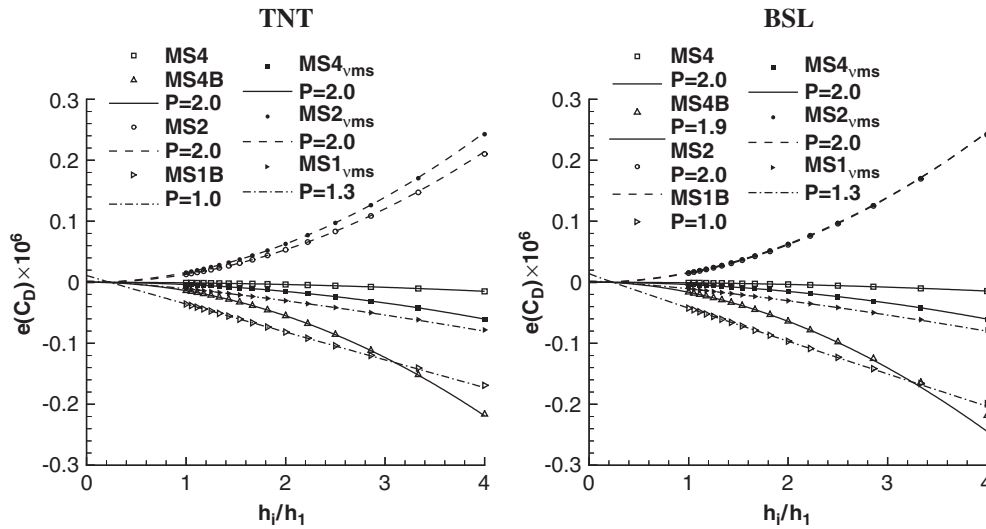 TNT
MS4
MS4B
P=2.0
MS2
P=2.0
MS1B
P=1.0
MS4νms
P=2.0
MS2νms
P=2.0
MS1νms
P=1.3
0.3
0.2
0.1
0
-0.1
-0.2
-0.3
e(C_D)×10^6
0 1 2 3 4
h_i/h_1
BSL
MS4
P=2.0
MS4B
P=1.9
MS2
P=2.0
MS1B
P=1.0
MS4νms
P=2.0
MS2νms
P=2.0
MS1νms
P=1.3
0.3
0.2
0.1
0
-0.1
-0.2
-0.3
e(C_D)×10^6
0 1 2 3 4
h_i/h_1